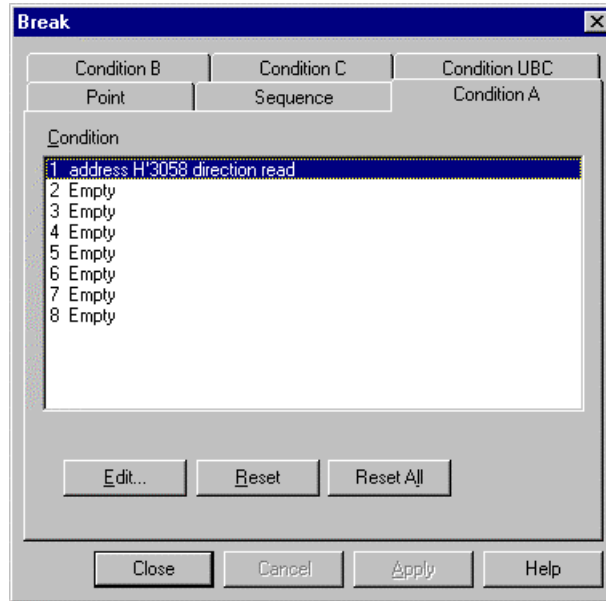 Break
Condition B Condition C Condition UBC
Point Sequence Condition A
Condition
1 address H'3058 direction read
2 Empty
3 Empty
4 Empty
5 Empty
6 Empty
7 Empty
8 Empty
Edit... Reset Reset All
Close Cancel Apply Help